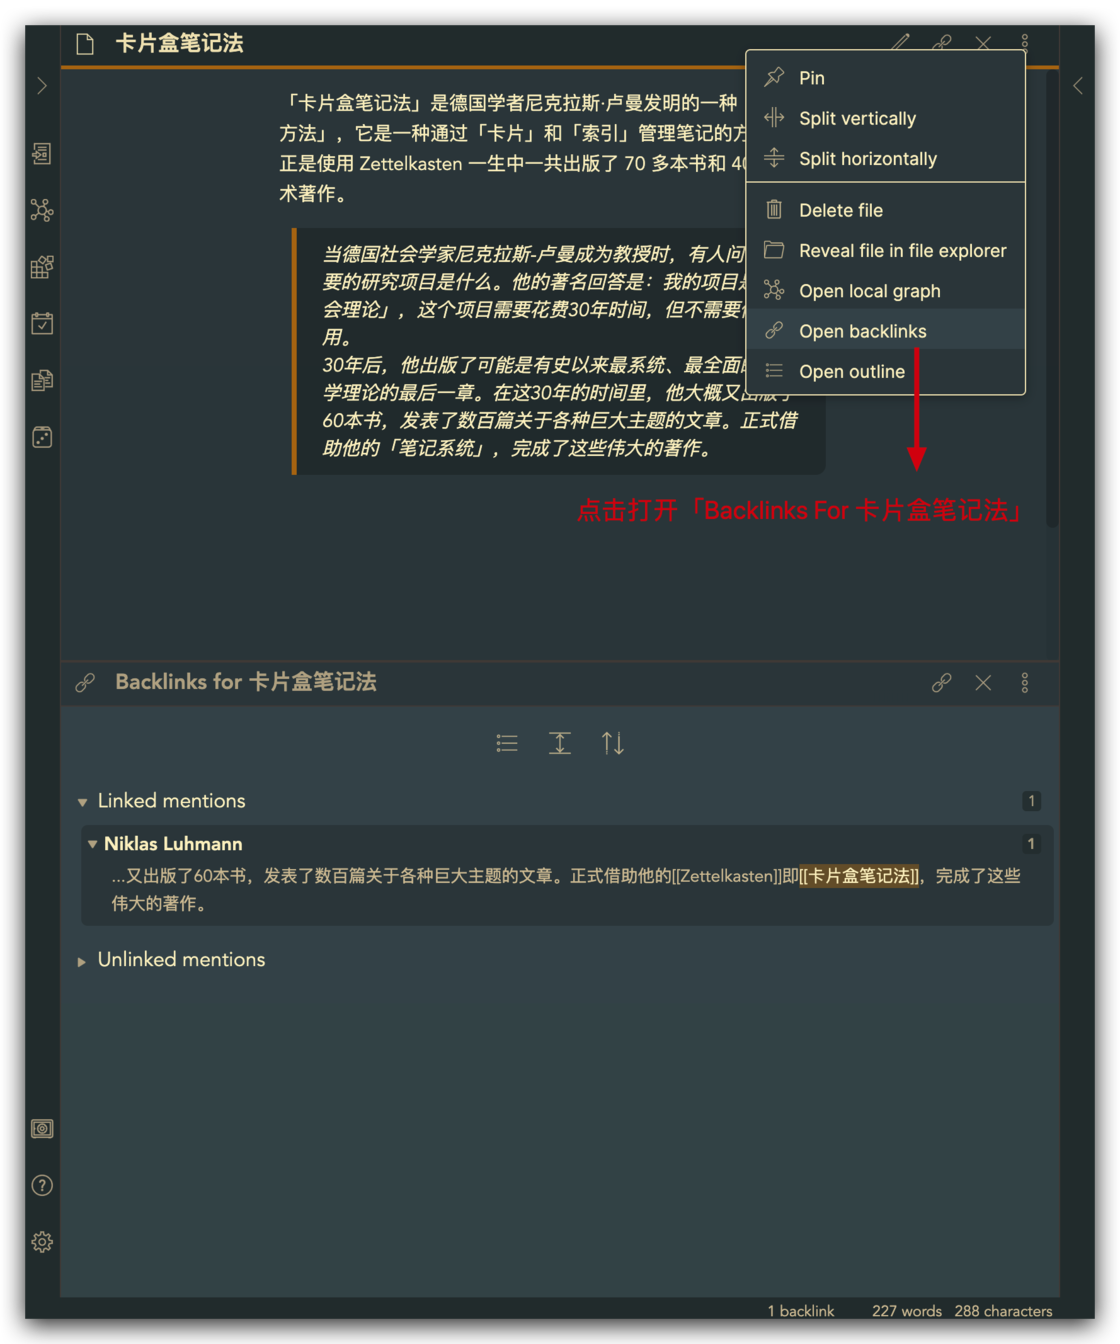 卡片盒笔记法
「卡片盒笔记法」是德国学者尼克拉斯·卢曼发明的一种
方法」，它是一种通过「卡片」和「索引」管理笔记的方
正是使用 Zettelkasten 一生中一共出版了 70 多本书和 40
术著作。
当德国社会学家尼克拉斯-卢曼成为教授时，有人问
要的研究项目是什么。他的著名回答是：我的项目是
会理论」，这个项目需要花费30年时间，但不需要
用。
30年后，他出版了可能是有史以来最系统、最全面
学理论的最后一章。在这30年的时间里，他大概又出版了
60本书，发表了数百篇关于各种巨大主题的文章。正式借
助他的「笔记系统」，完成了这些伟大的著作。
Pin
Split vertically
Split horizontally
Delete file
Reveal file in file explorer
Open local graph
Open backlinks
Open outline
点击打开「Backlinks For 卡片盒笔记法」
Backlinks for 卡片盒笔记法
Linked mentions 1
Niklas Luhmann 1
...又出版了60本书，发表了数百篇关于各种巨大主题的文章。正式借助他的[[Zettelkasten]]即[[卡片盒笔记法]]，完成了这些
伟大的著作。
Unlinked mentions
1 backlink 227 words 288 characters